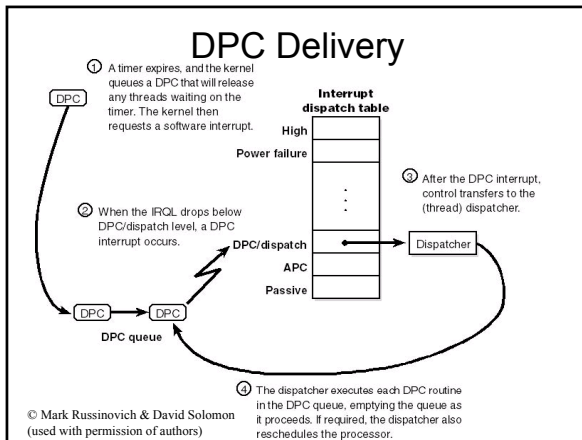 DPC Delivery
① A timer expires, and the kernel
queues a DPC that will release
any threads waiting on the
timer. The kernel then
requests a software interrupt.
DPC
Interrupt
dispatch table
High
Power failure
③ After the DPC interrupt,
control transfers to the
(thread) dispatcher.
② When the IRQL drops below
DPC/dispatch level, a DPC
interrupt occurs.
DPC/dispatch
Dispatcher
APC
Passive
DPC
DPC
DPC queue
④ The dispatcher executes each DPC routine
in the DPC queue, emptying the queue as
it proceeds. If required, the dispatcher also
reschedules the processor.
© Mark Russinovich & David Solomon
(used with permission of authors)